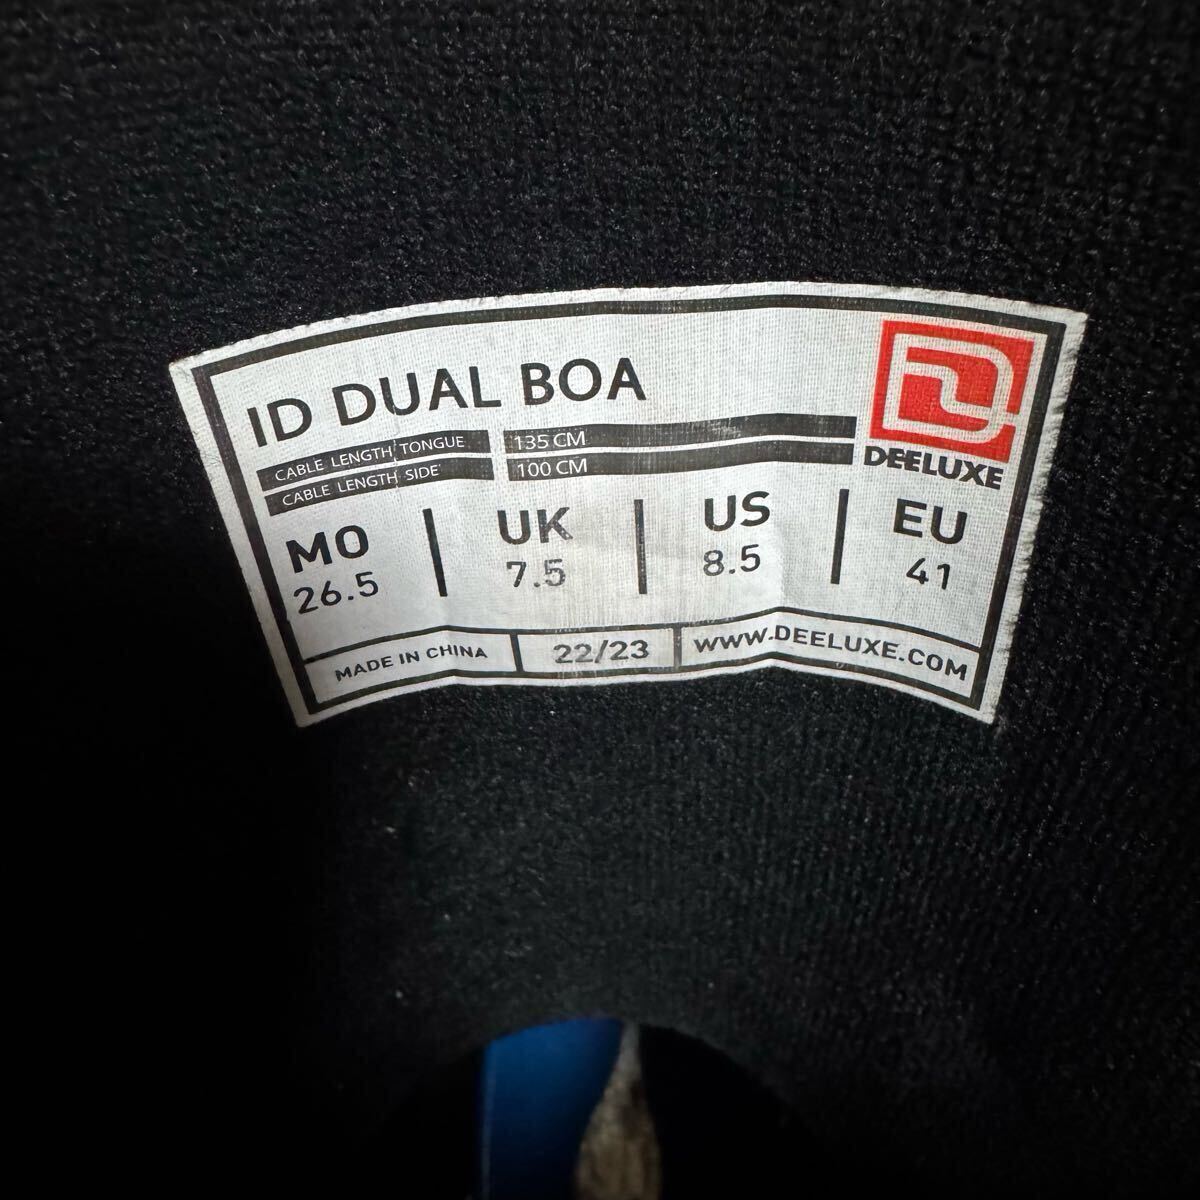 ID DUAL BOA
CABLE LENGTH TONGUE 135 CM
CABLE LENGTH SIDE 100 CM
DEELUXE
MO UK US EU
26.5 7.5 8.5 41
MADE IN CHINA 22/23 WWW.DEELUXE.COM